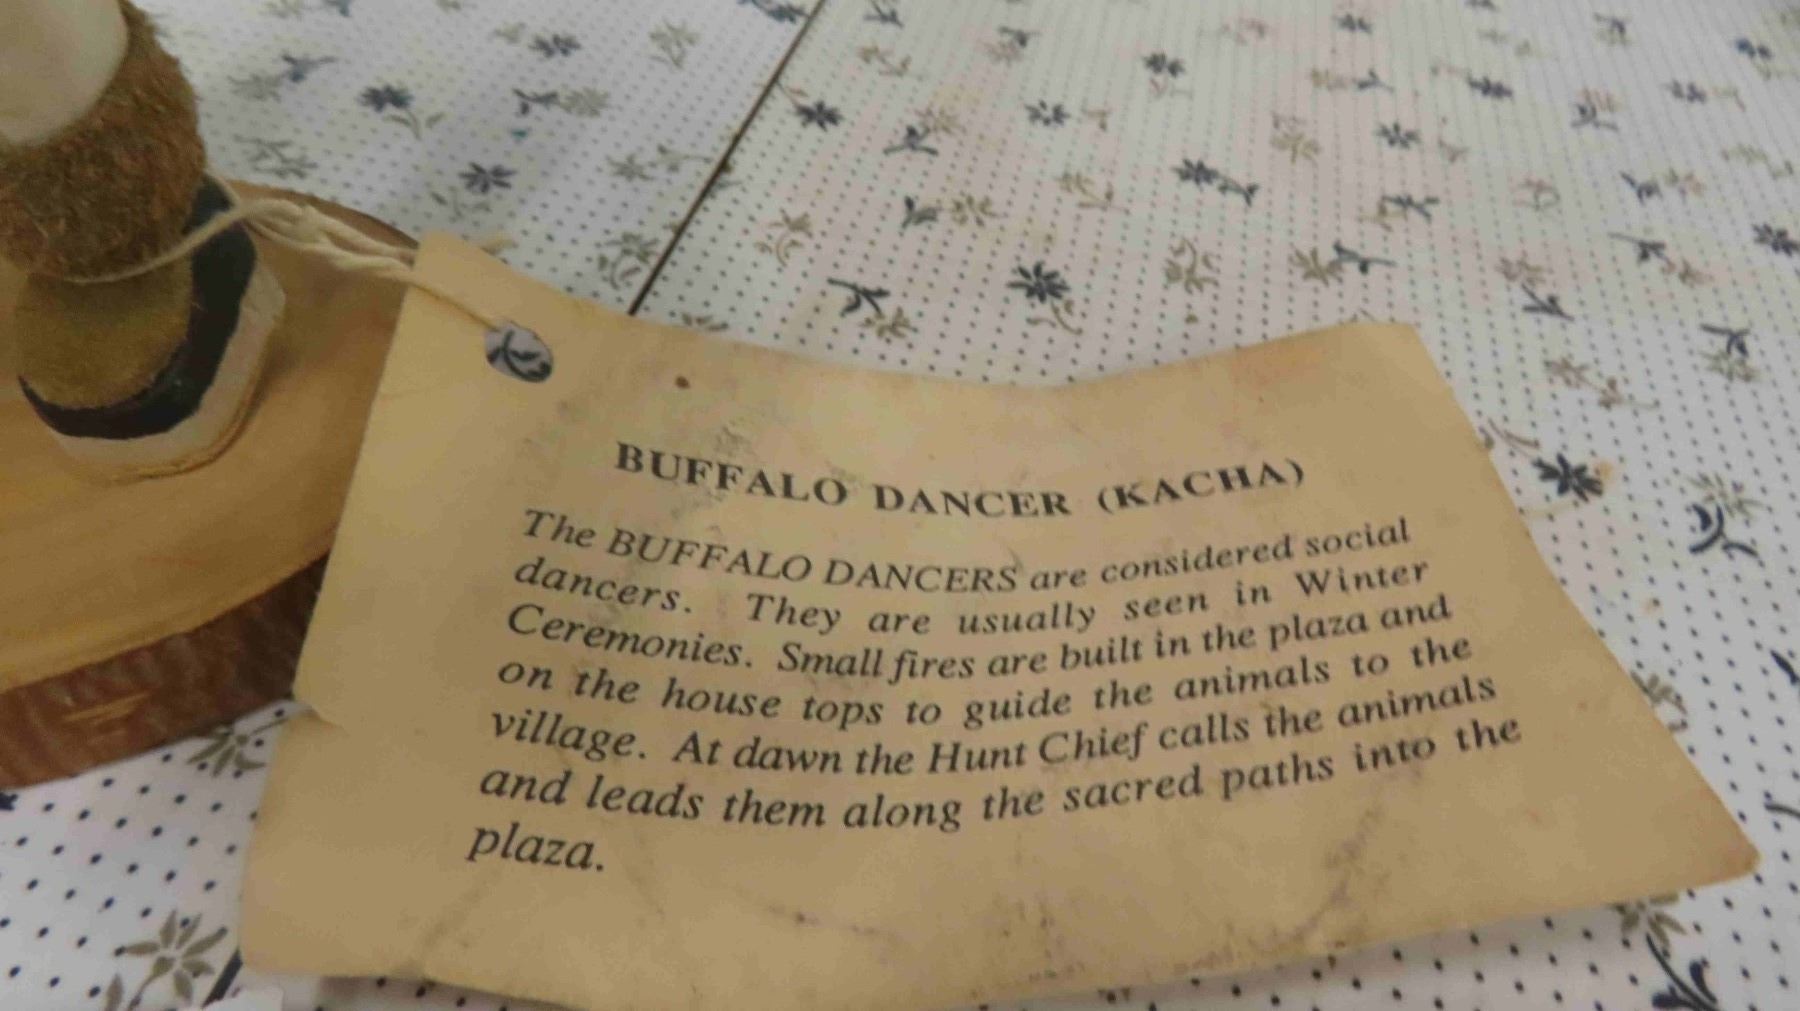 BUFFALO DANCER (KACHA)
The BUFFALO DANCERS are considered social
dancers. They are usually seen in Winter
Ceremonies. Small fires are built in the plaza and
on the house tops to guide the animals to the
village. At dawn the Hunt Chief calls the animals
and leads them along the sacred paths into the
plaza.